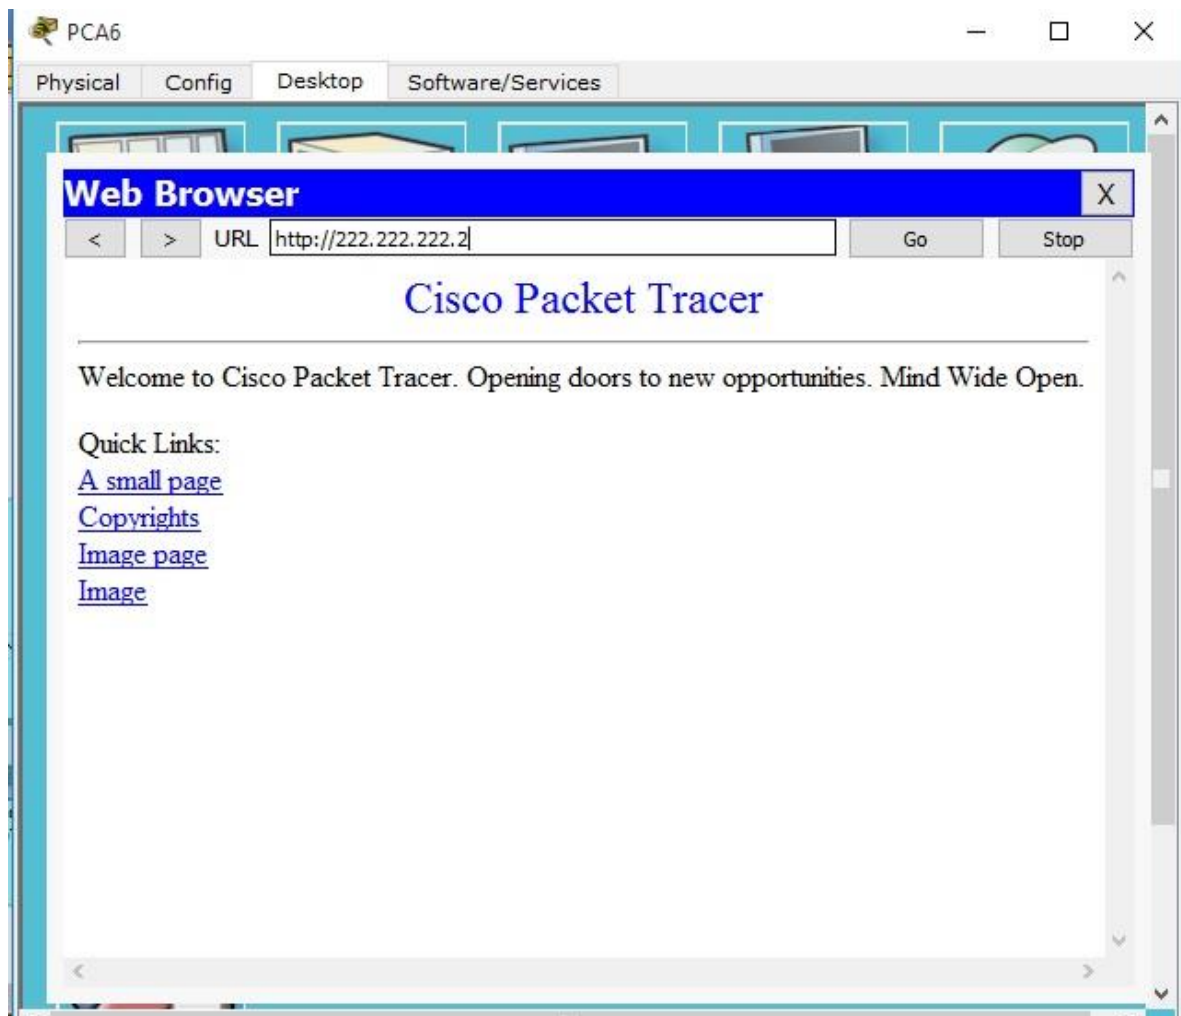 PCA6
Physical Config Desktop Software/Services
Web Browser X
< > URL http://222.222.222.2 Go Stop
Cisco Packet Tracer
Welcome to Cisco Packet Tracer. Opening doors to new opportunities. Mind Wide Open.
Quick Links:
A small page
Copyrights
Image page
Image